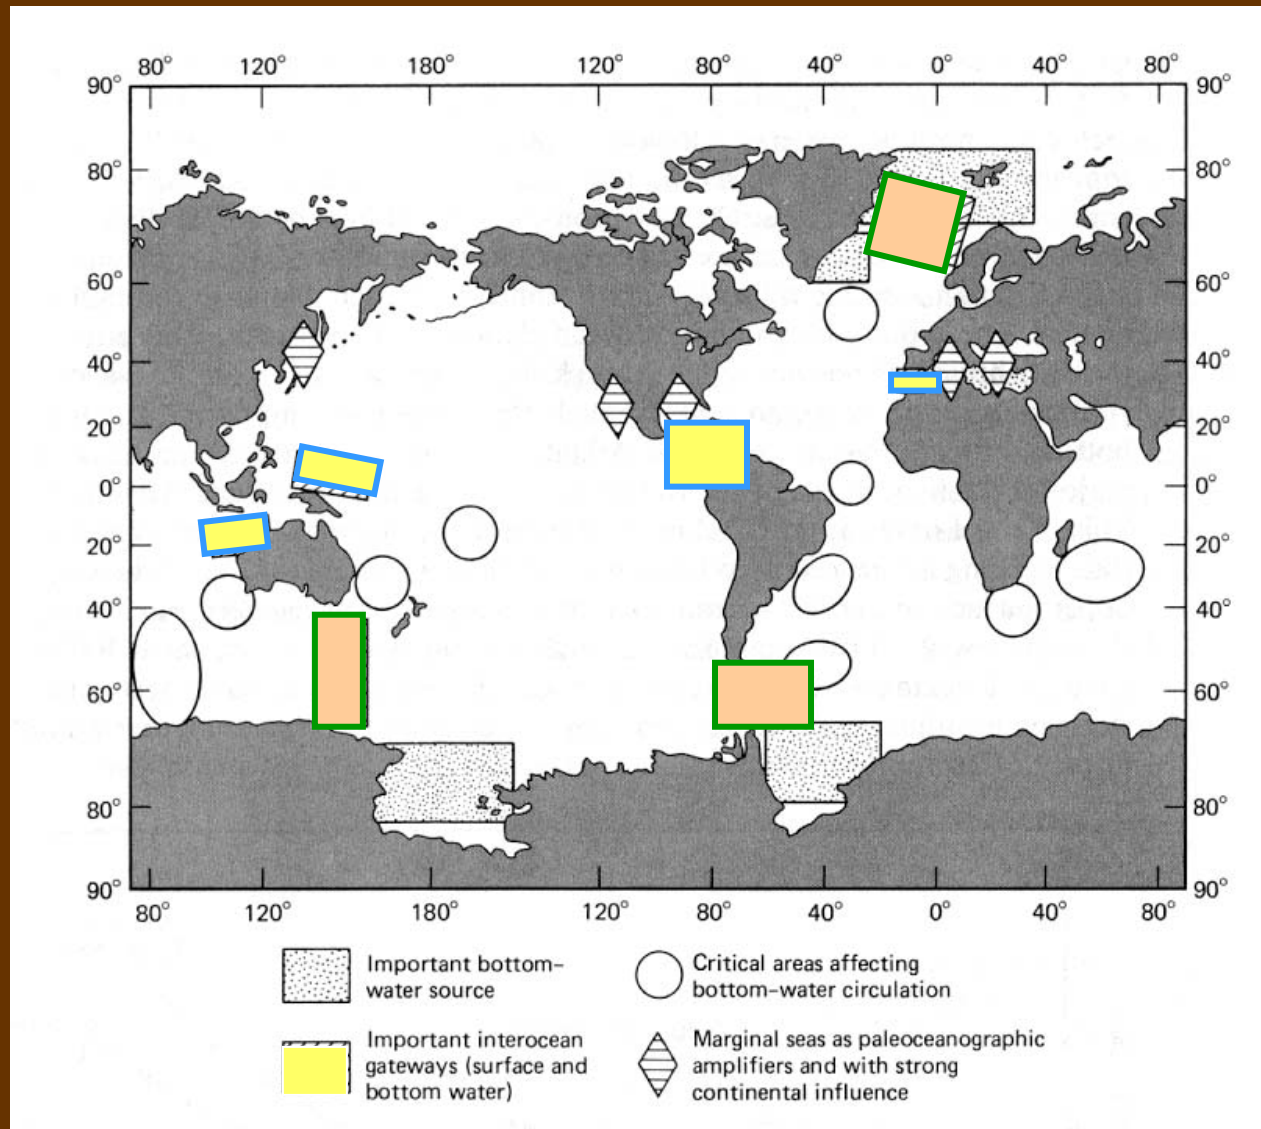 80° 120° 180° 120° 80° 40° 0° 40° 80°
90° 90°
80° 80°
60° 60°
40° 40°
20° 20°
0° 0°
20° 20°
40° 40°
60° 60°
80° 80°
90° 90°
80° 120° 180° 120° 80° 40° 0° 40° 80°
Important bottom–
water source
Critical areas affecting
bottom–water circulation
Important interocean
gateways (surface and
bottom water)
Marginal seas as paleoceanographic
amplifiers and with strong
continental influence